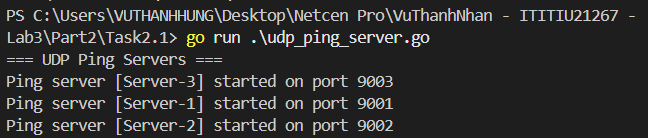 PS C:\Users\VUTHANHHUNG\Desktop\Netcen Pro\VuThanhNhan - ITITIU21267 -
Lab3\Part2\Task2.1> go run .\udp_ping_server.go
=== UDP Ping Servers ===
Ping server [Server-3] started on port 9003
Ping server [Server-1] started on port 9001
Ping server [Server-2] started on port 9002